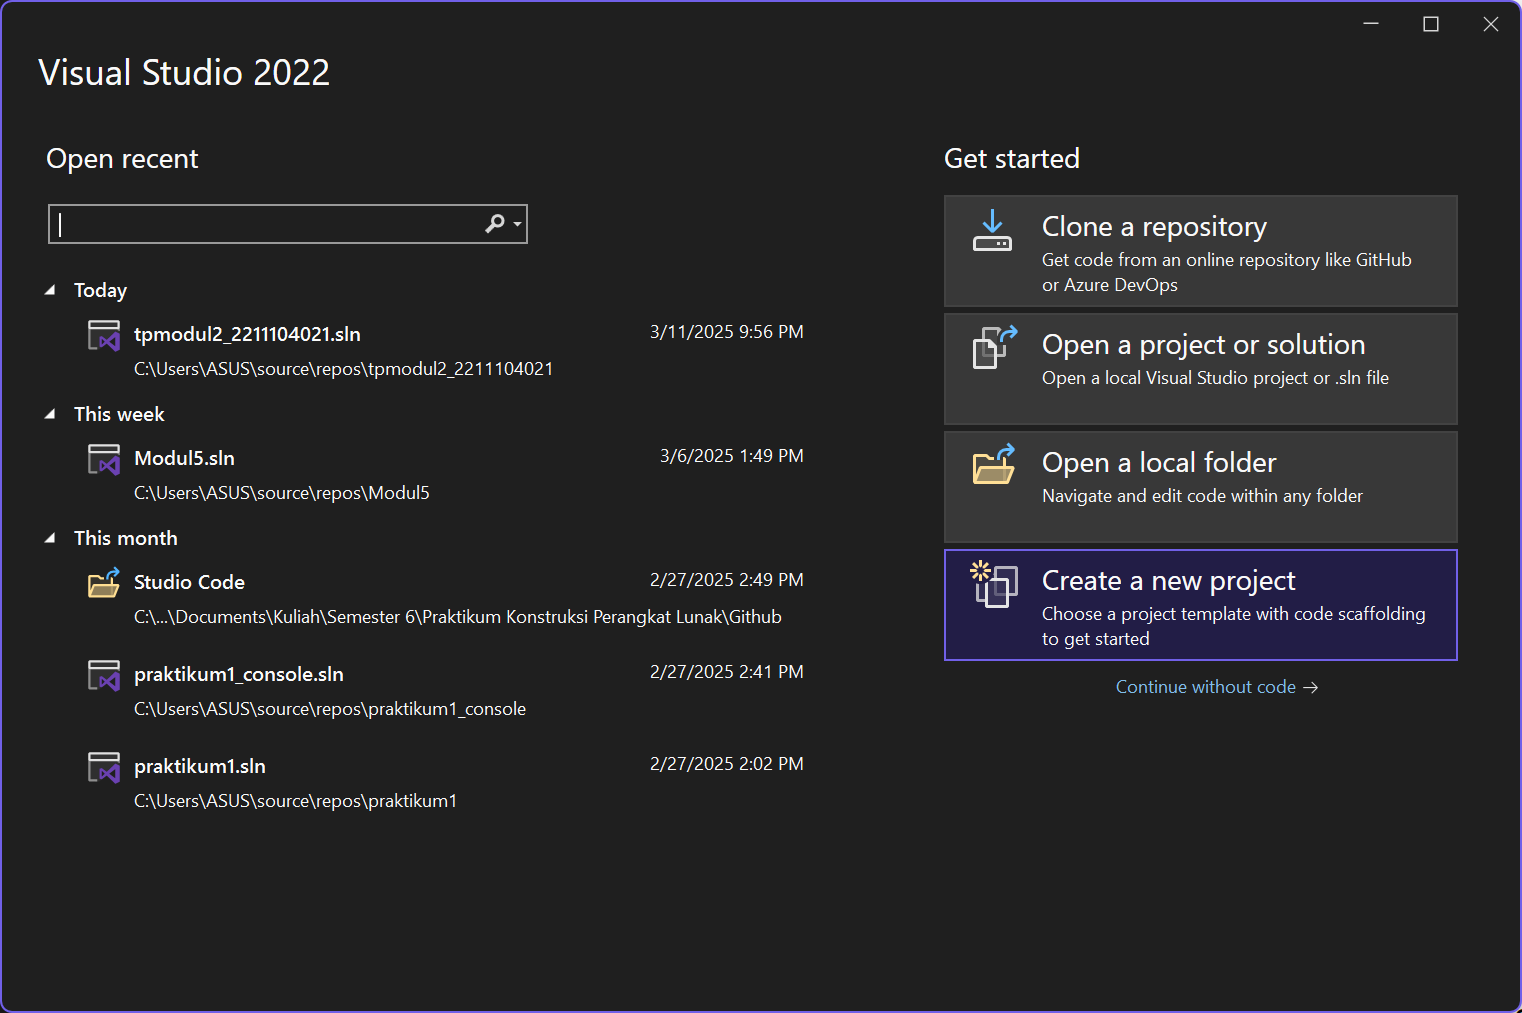 Visual Studio 2022
Open recent
Today
tpmodul2_2211104021.sln 3/11/2025 9:56 PM
C:\Users\ASUS\source\repos\tpmodul2_2211104021
This week
Modul5.sln 3/6/2025 1:49 PM
C:\Users\ASUS\source\repos\Modul5
This month
Studio Code 2/27/2025 2:49 PM
C:\...\Documents\Kuliah\Semester 6\Praktikum Konstruksi Perangkat Lunak\Github
praktikum1_console.sln 2/27/2025 2:41 PM
C:\Users\ASUS\source\repos\praktikum1_console
praktikum1.sln 2/27/2025 2:02 PM
C:\Users\ASUS\source\repos\praktikum1
Get started
Clone a repository
Get code from an online repository like GitHub
or Azure DevOps
Open a project or solution
Open a local Visual Studio project or .sln file
Open a local folder
Navigate and edit code within any folder
Create a new project
Choose a project template with code scaffolding
to get started
Continue without code →